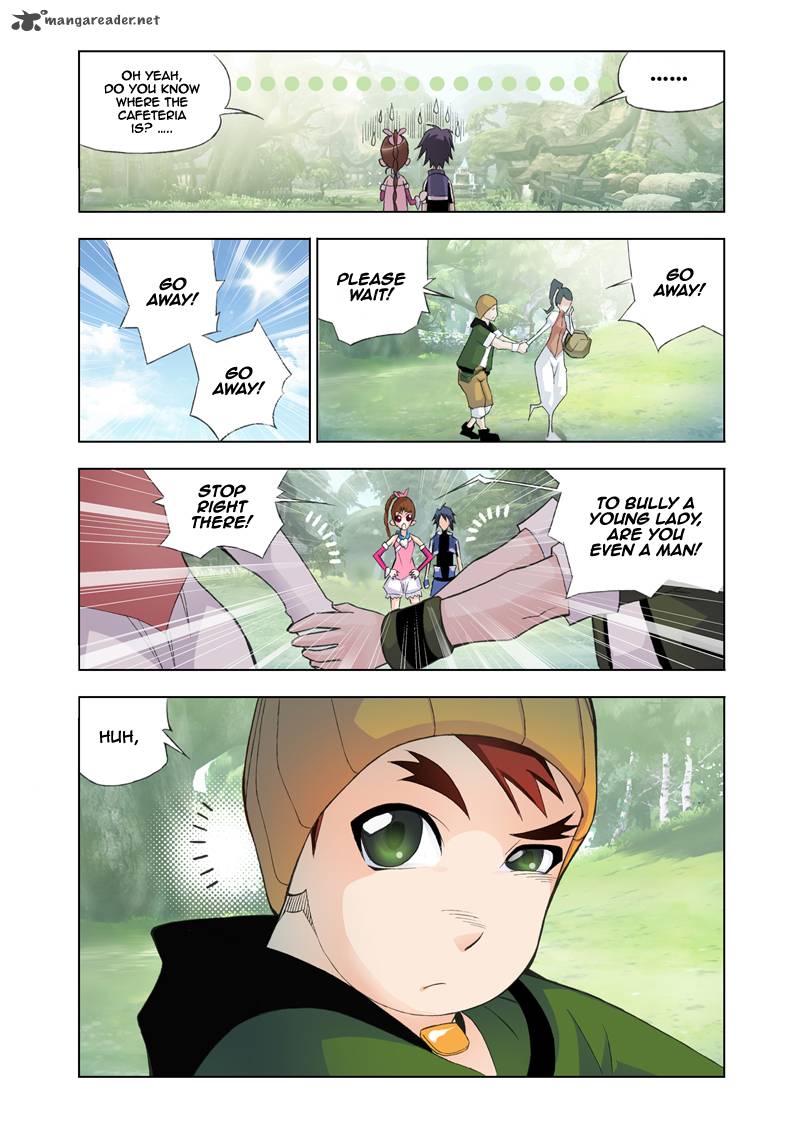 mangareader.net
OH YEAH,
DO YOU KNOW
WHERE THE
CAFETERIA
IS? .....
......
GO
AWAY!
GO
AWAY!
PLEASE
WAIT!
GO
AWAY!
STOP
RIGHT
THERE!
TO BULLY A
YOUNG LADY,
ARE YOU
EVEN A MAN!
HUH,